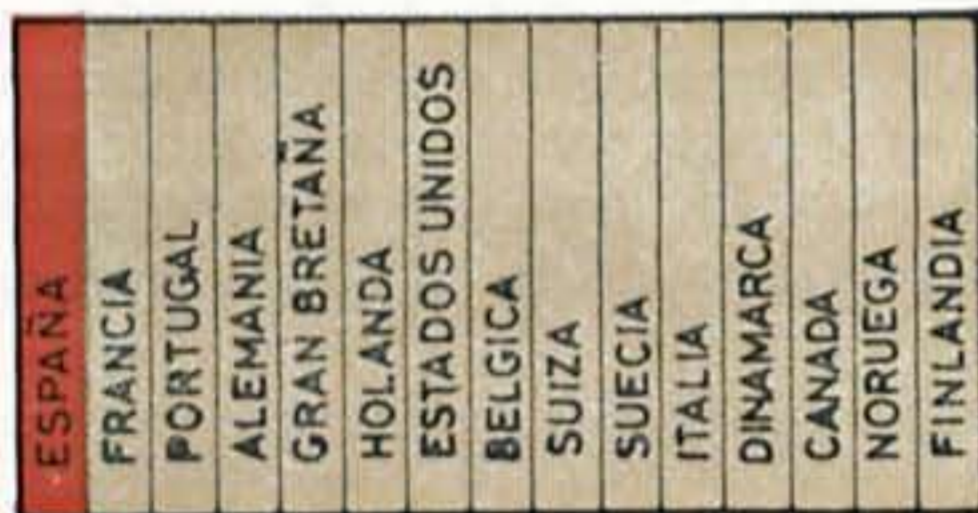 ESPAÑA
FRANCIA
PORTUGAL
ALEMANIA
GRAN BRETAÑA
HOLANDA
ESTADOS UNIDOS
BELGICA
SUIZA
SUECIA
ITALIA
DINAMARCA
CANADA
NORUEGA
FINLANDIA